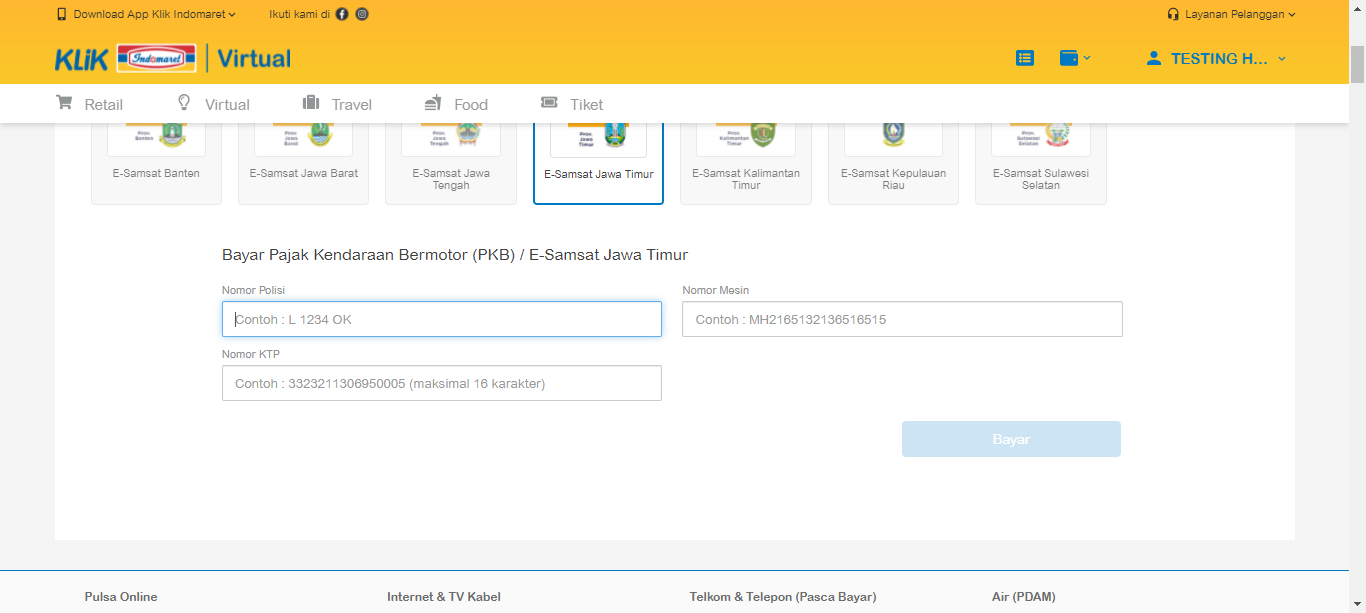 Download App Klik Indomaret
Ikuti kami di
Layanan Pelanggan
KLiK Indomaret | Virtual
TESTING H...
Retail
Virtual
Travel
Food
Tiket
Prov. Banten
Prov. Jawa Barat
Prov. Jawa Tengah
Prov. Jawa Timur
Prov. Kalimantan Timur
Prov. Sulawesi Selatan
E-Samsat Banten
E-Samsat Jawa Barat
E-Samsat Jawa
Tengah
E-Samsat Jawa Timur
E-Samsat Kalimantan
Timur
E-Samsat Kepulauan
Riau
E-Samsat Sulawesi
Selatan
Bayar Pajak Kendaraan Bermotor (PKB) / E-Samsat Jawa Timur
Nomor Polisi
Contoh : L 1234 OK
Nomor Mesin
Contoh : MH2165132136516515
Nomor KTP
Contoh : 3323211306950005 (maksimal 16 karakter)
Bayar
Pulsa Online
Internet & TV Kabel
Telkom & Telepon (Pasca Bayar)
Air (PDAM)